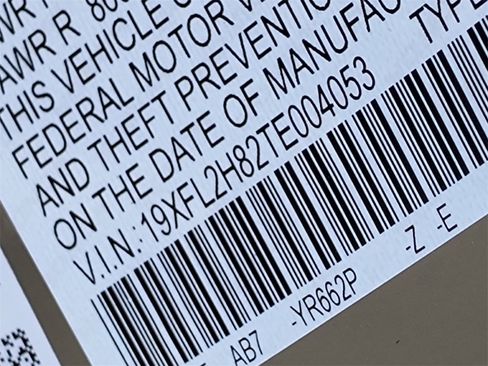 AWR R
THIS VEHICLE
FEDERAL MOTOR
AND THEFT PREVENTIO
ON THE DATE OF MANUFAC
V.I.N.: 19XFL2H82TE004053 TYPE
AB7 -YR662P -Z -E